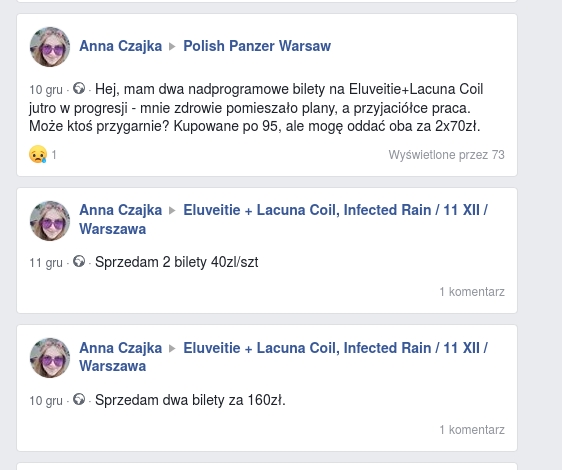 Anna Czajka ▸ Polish Panzer Warsaw
10 gru · · Hej, mam dwa nadprogramowe bilety na Eluveitie+Lacuna Coil
jutro w progresji - mnie zdrowie pomieszało plany, a przyjaciółce praca.
Może ktoś przygarnie? Kupowane po 95, ale mogę oddać oba za 2x70zł.
1 Wyświetlone przez 73
Anna Czajka ▸ Eluveitie + Lacuna Coil, Infected Rain / 11 XII /
Warszawa
11 gru · · Sprzedam 2 bilety 40zl/szt
1 komentarz
Anna Czajka ▸ Eluveitie + Lacuna Coil, Infected Rain / 11 XII /
Warszawa
10 gru · · Sprzedam dwa bilety za 160zł.
1 komentarz